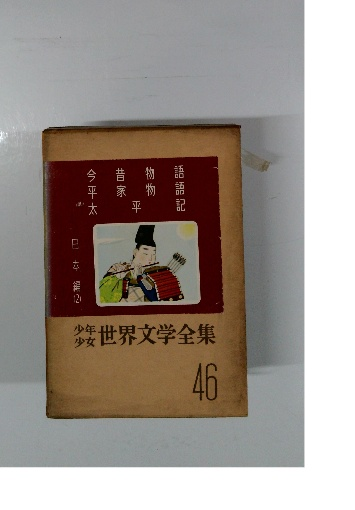 今昔物語
平家物語
太平記
日本編(2)
少年
少女 世界文学全集
46